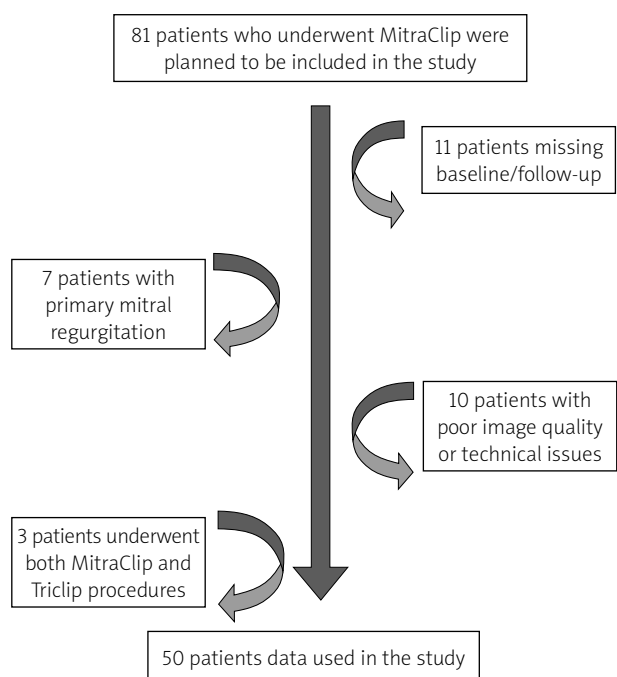 81 patients who underwent MitraClip were
planned to be included in the study
11 patients missing
baseline/follow-up
7 patients with
primary mitral
regurgitation
10 patients with
poor image quality
or technical issues
3 patients underwent
both MitraClip and
Triclip procedures
50 patients data used in the study